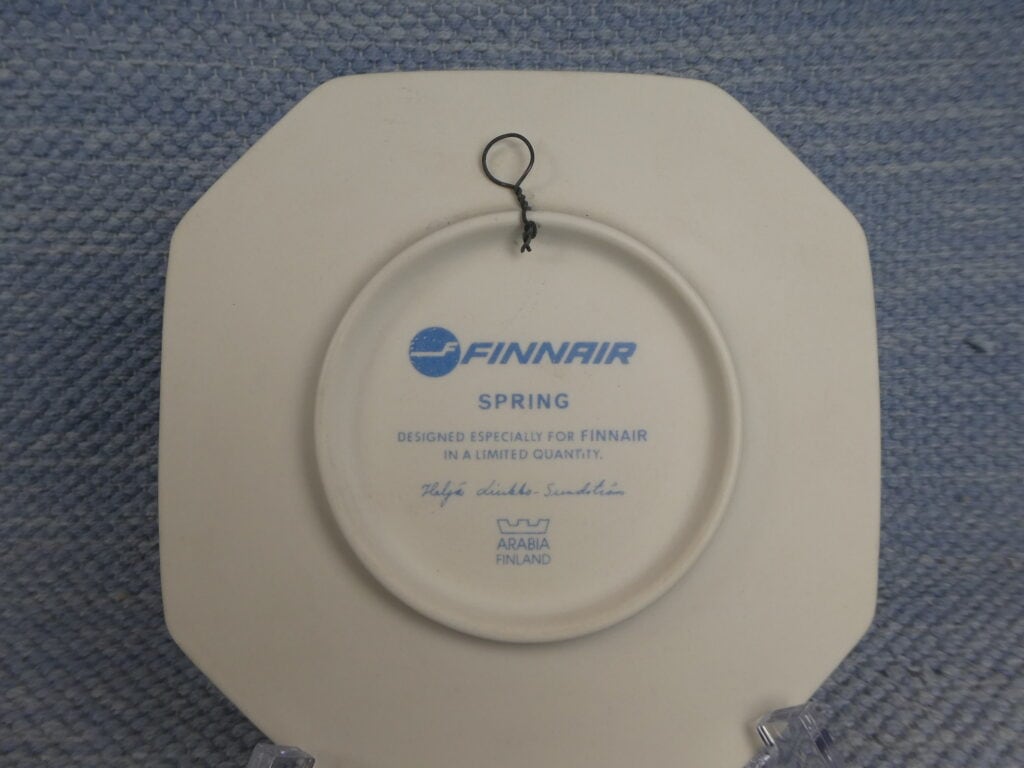 FINNAIR
SPRING
DESIGNED ESPECIALLY FOR FINNAIR
IN A LIMITED QUANTITY.
Heljä Liukko-Sundström
ARABIA
FINLAND